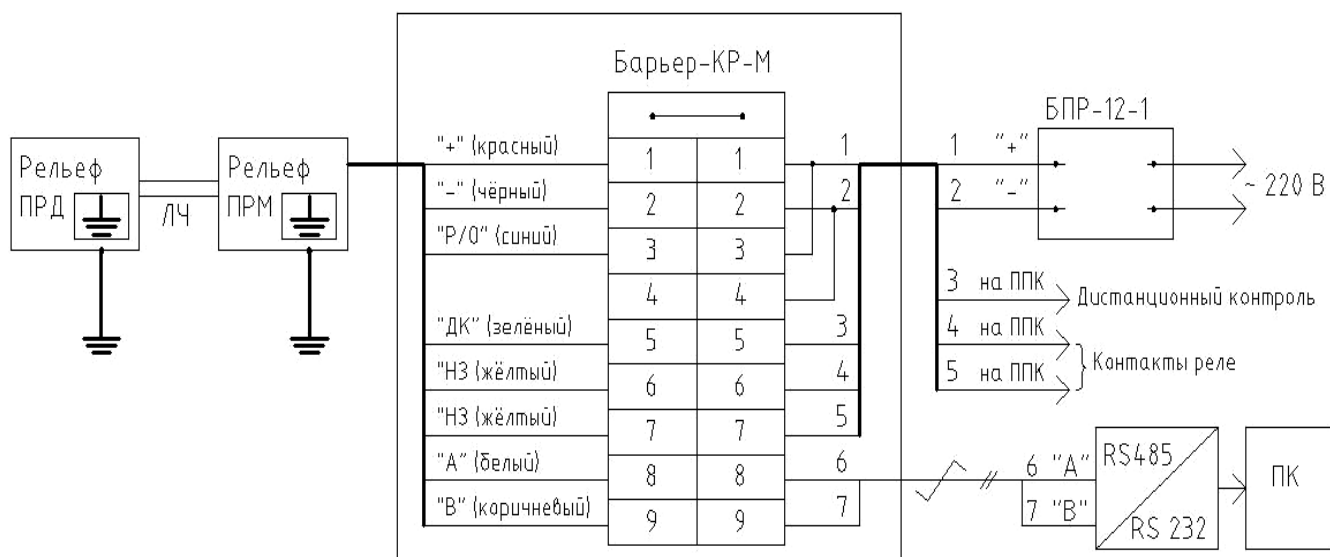 Барьер-КР-М
БПР-12-1
Рельеф
ПРД
ЛЧ
Рельеф
ПРМ
"+" (красный) 1 1 1 1 "+"
"-" (чёрный) 2 2 2 2 "-"
~ 220 В
"Р/О" (синий) 3 3
4 4
3 на ППК Дистанционный контроль
"ДК" (зелёный) 5 5 3 4 на ППК
Контакты реле
"НЗ (жёлтый) 6 6 4 5 на ППК
"НЗ (жёлтый) 7 7 5
"А" (белый) 8 8 6 6 "А" RS485
ПК
"В" (коричневый) 9 9 7 7 "В" RS 232